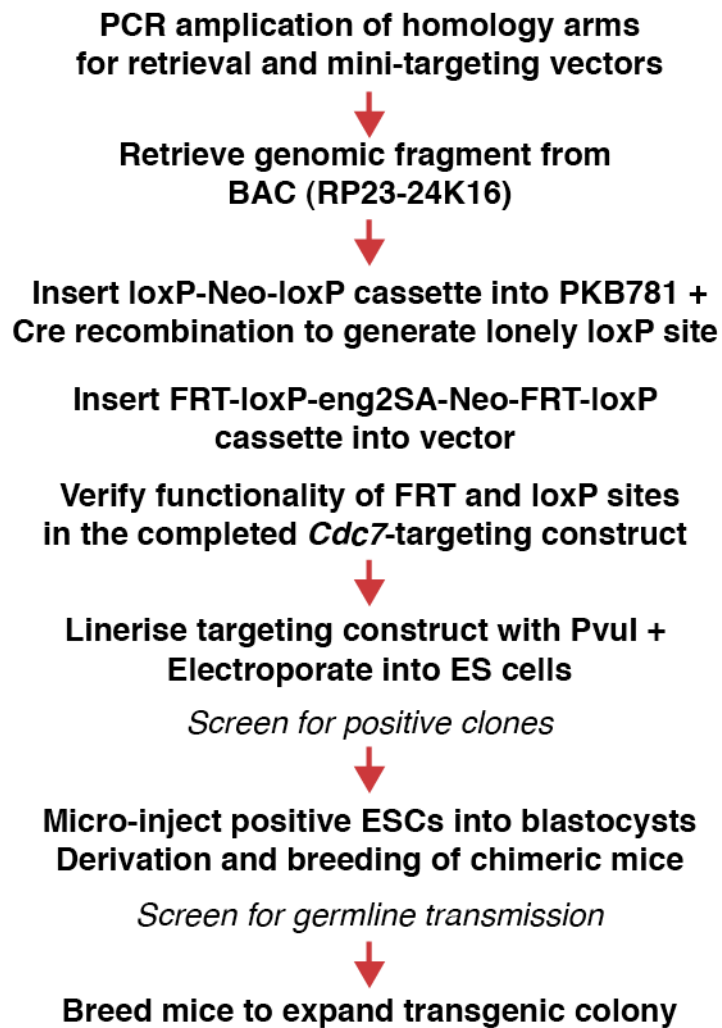 PCR amplication of homology arms
for retrieval and mini-targeting vectors
Retrieve genomic fragment from
BAC (RP23-24K16)
Insert loxP-Neo-loxP cassette into PKB781 +
Cre recombination to generate lonely loxP site
Insert FRT-loxP-eng2SA-Neo-FRT-loxP
cassette into vector
Verify functionality of FRT and loxP sites
in the completed Cdc7-targeting construct
Linerise targeting construct with PvuI +
Electroporate into ES cells
Screen for positive clones
Micro-inject positive ESCs into blastocysts
Derivation and breeding of chimeric mice
Screen for germline transmission
Breed mice to expand transgenic colony